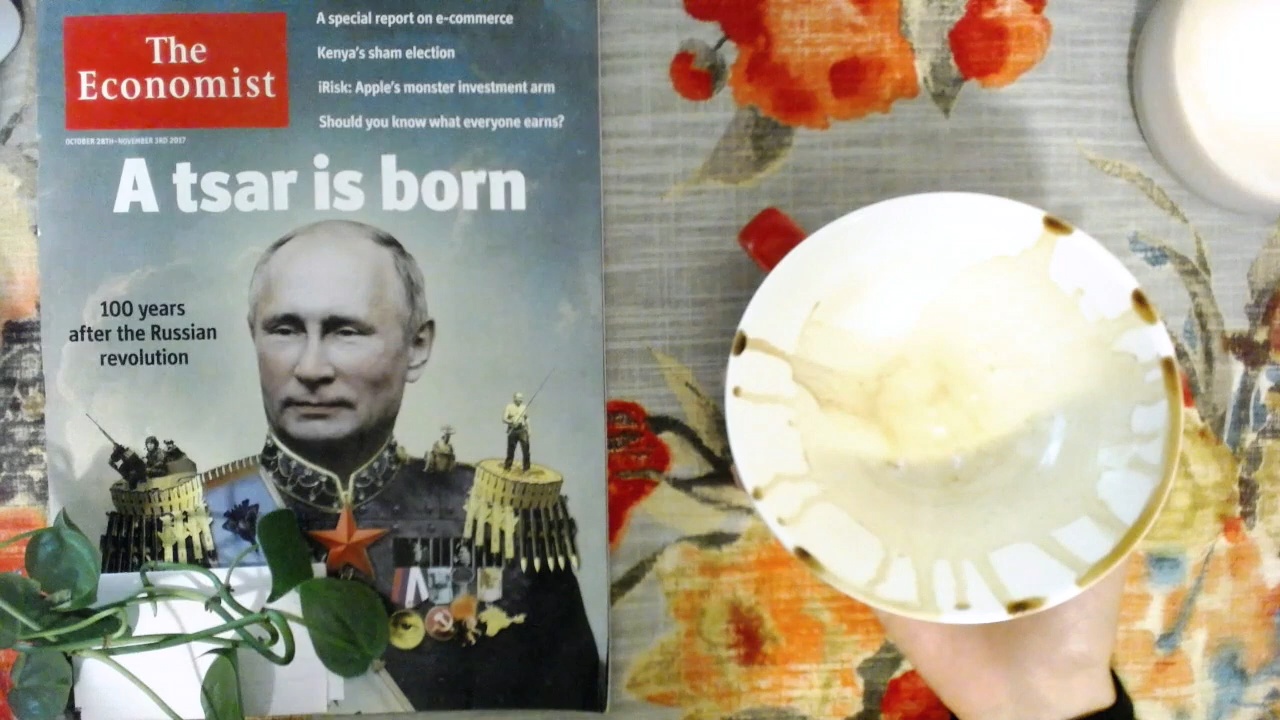 The
Economist
OCTOBER 28TH–NOVEMBER 3RD 2017
A special report on e-commerce
Kenya's sham election
iRisk: Apple's monster investment arm
Should you know what everyone earns?
A tsar is born
100 years
after the Russian
revolution